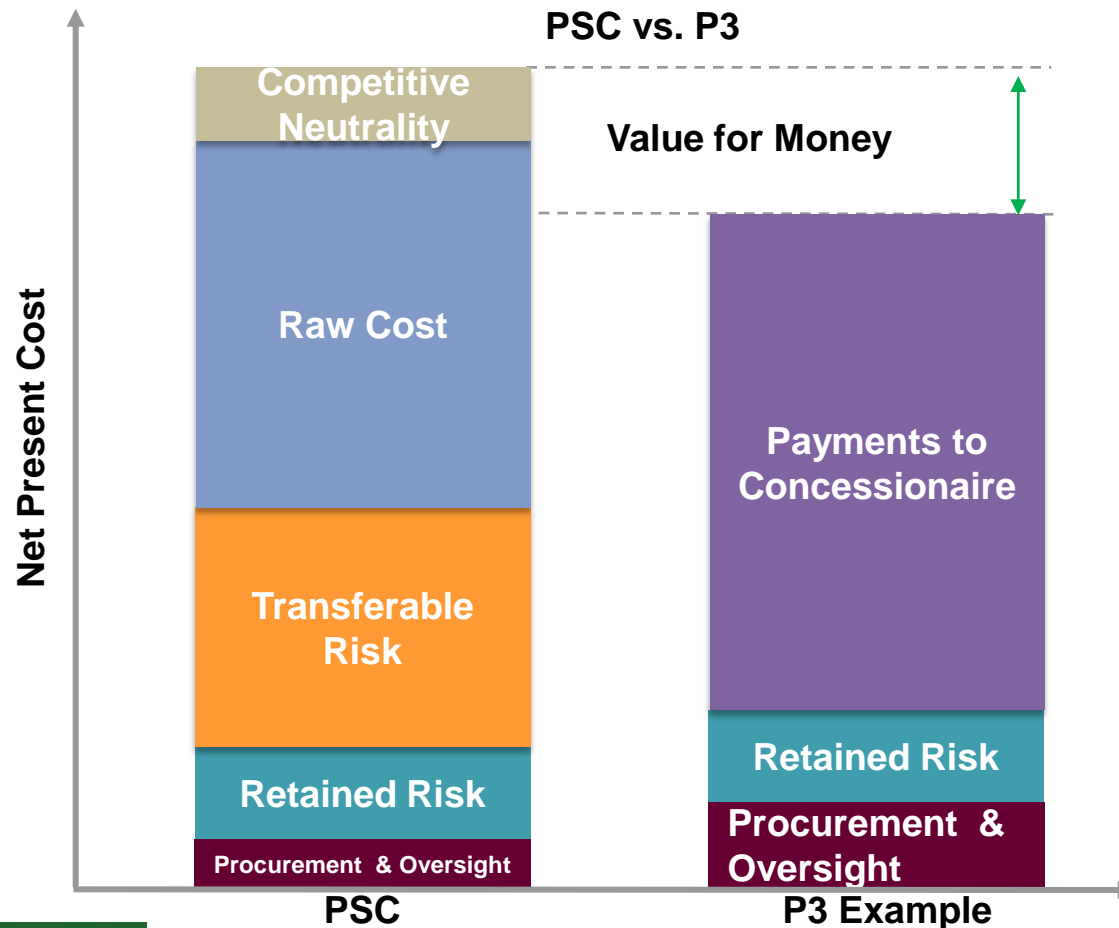 PSC vs. P3
Competitive
Neutrality
Value for Money
Raw Cost
Net Present Cost
Payments to
Concessionaire
Transferable
Risk
Retained Risk
Retained Risk
Procurement & Oversight
Procurement &
Oversight
PSC
P3 Example